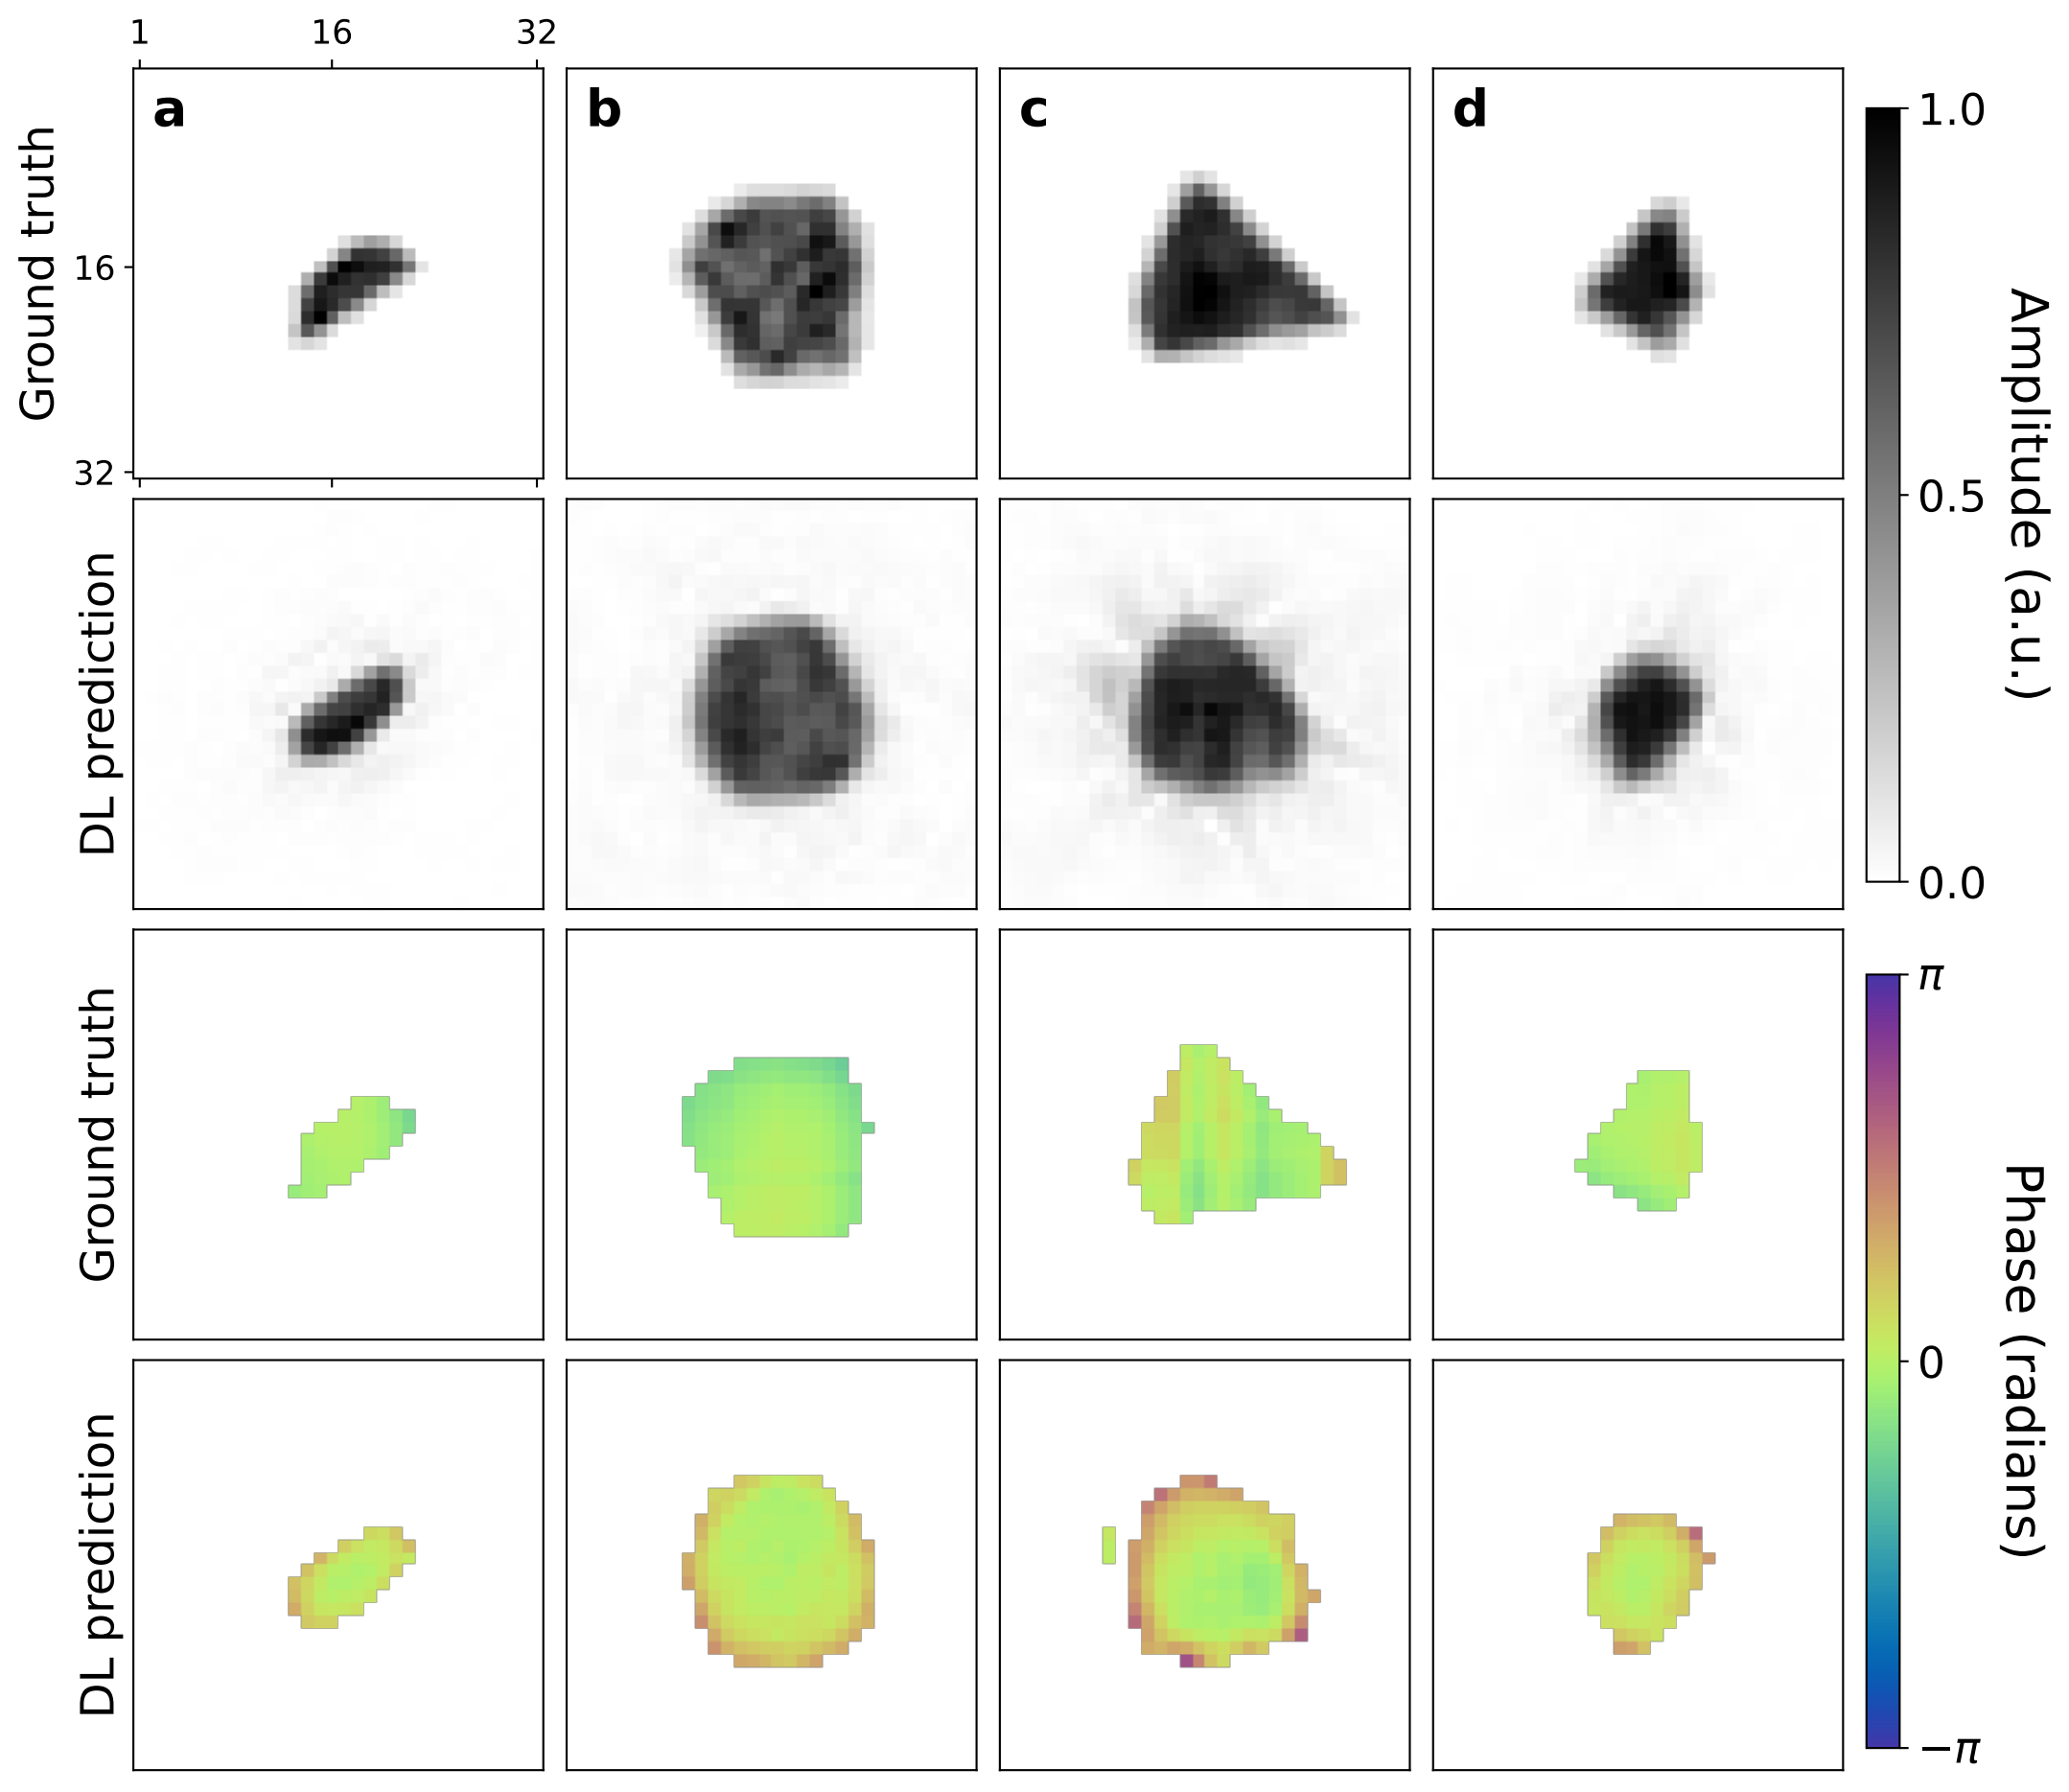 1 16 32
a b c d
Ground truth
16
32
DL prediction
Ground truth
DL prediction
1.0
0.5
0.0
Amplitude (a.u.)
π
0
−π
Phase (radians)